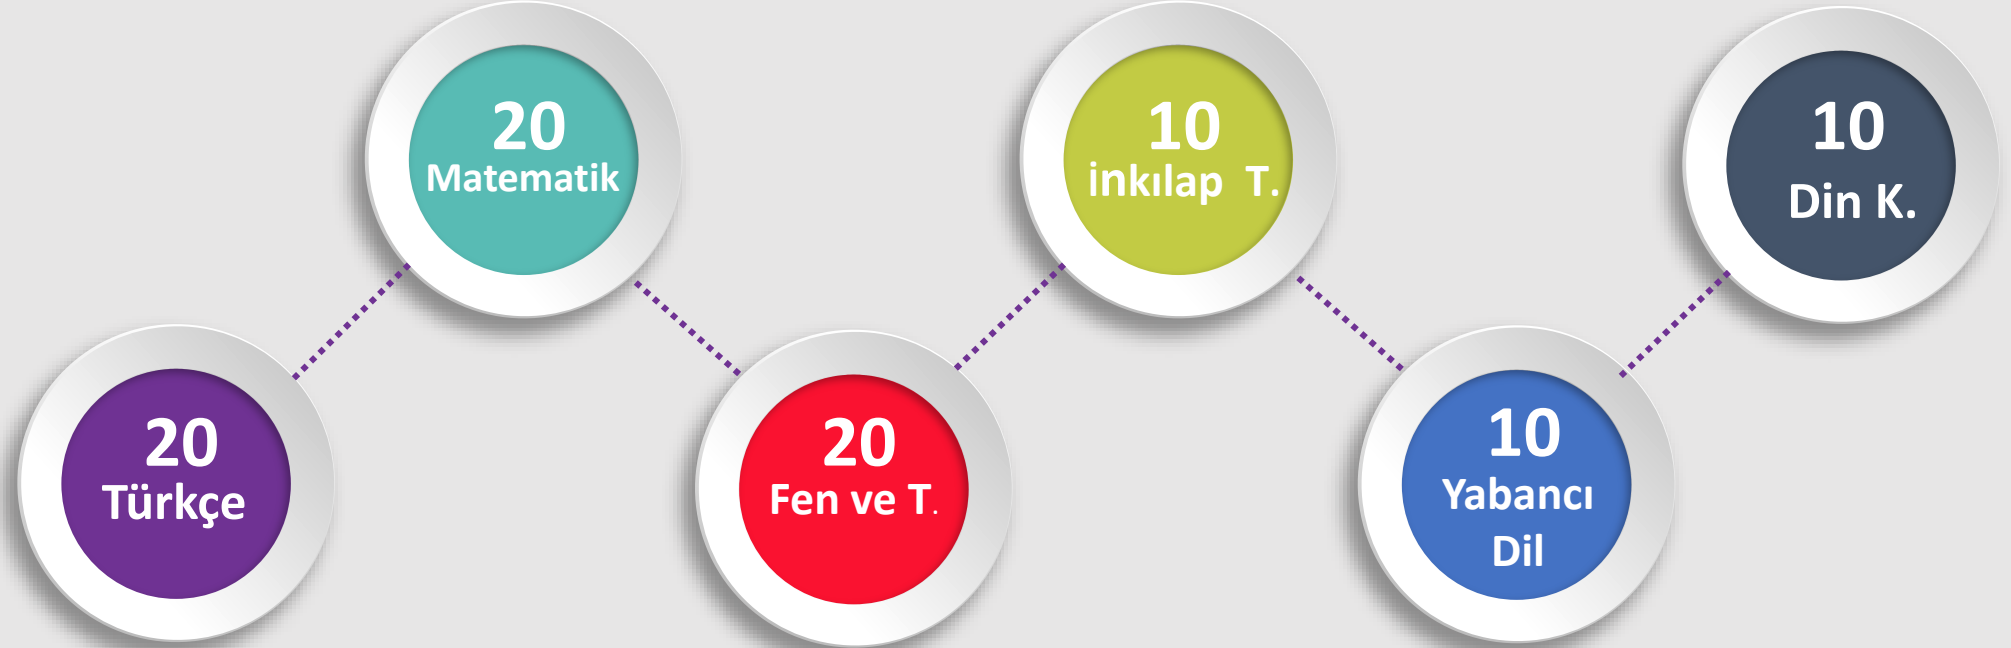 20
Türkçe
20
Matematik
20
Fen ve T.
10
inkılap T.
10
Yabancı
Dil
10
Din K.